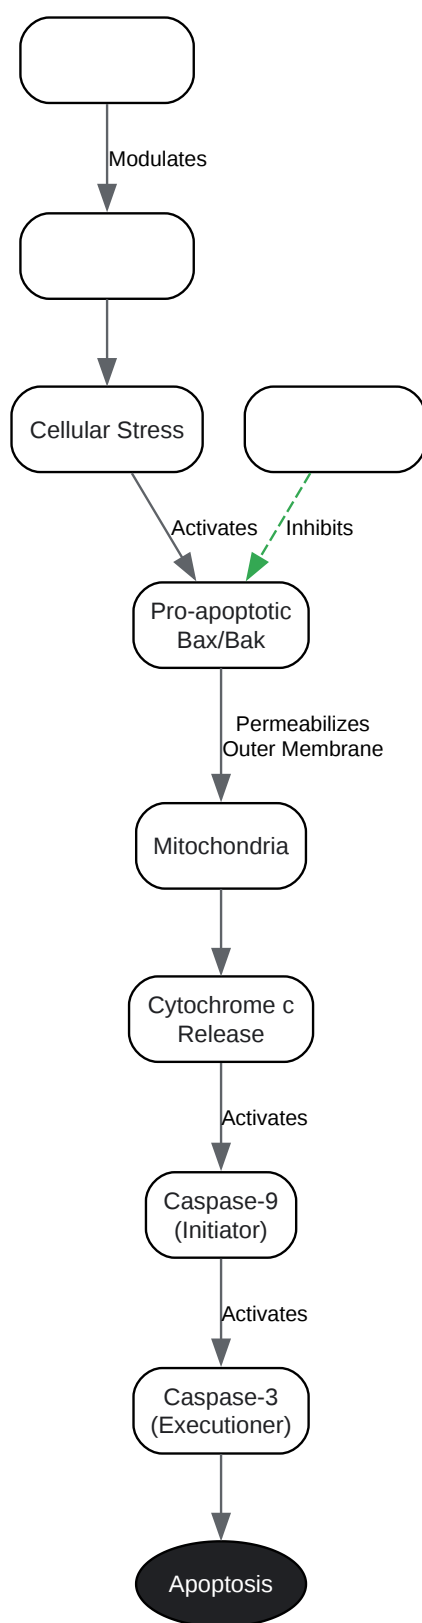 Modulates
Cellular Stress
Activates
Inhibits
Pro-apoptotic
Bax/Bak
Permeabilizes
Outer Membrane
Mitochondria
Cytochrome c
Release
Activates
Caspase-9
(Initiator)
Activates
Caspase-3
(Executioner)
Apoptosis